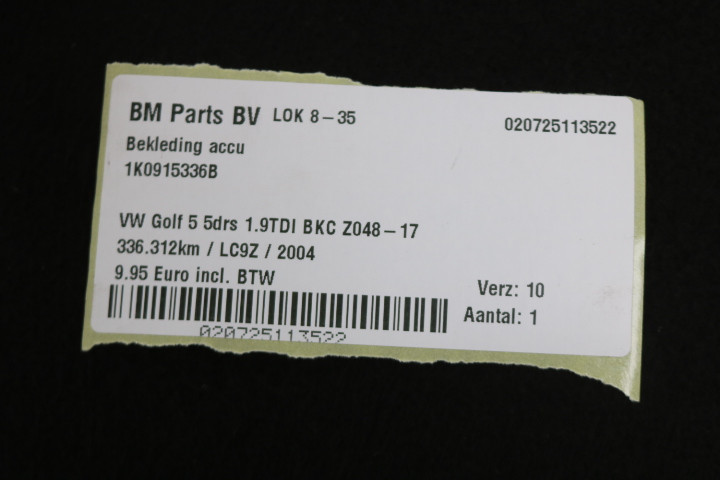 BM Parts BV LOK 8-35
020725113522
Bekleding accu
1K0915336B
VW Golf 5 5drs 1.9TDI BKC Z048-17
336.312km / LC9Z / 2004
9.95 Euro incl. BTW
Verz: 10
Aantal: 1
020725113522